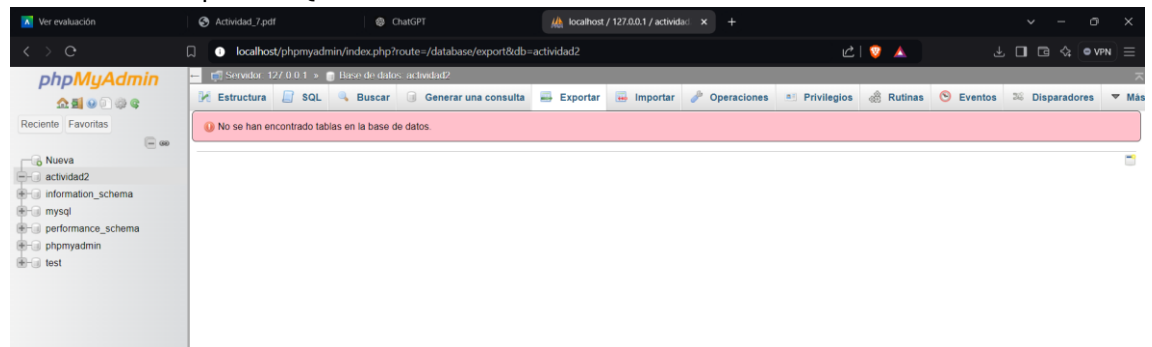 Ver evaluación
Actividad_7.pdf
ChatGPT
localhost / 127.0.0.1 / activida
localhost/phpmyadmin/index.php?route=/database/export&db=actividad2
VPN
phpMyAdmin
Servidor: 127.0.0.1 » Base de datos: actividad2
Estructura SQL Buscar Generar una consulta Exportar Importar Operaciones Privilegios Rutinas Eventos Disparadores Más
Reciente Favoritas
No se han encontrado tablas en la base de datos.
Nueva
actividad2
information_schema
mysql
performance_schema
phpmyadmin
test